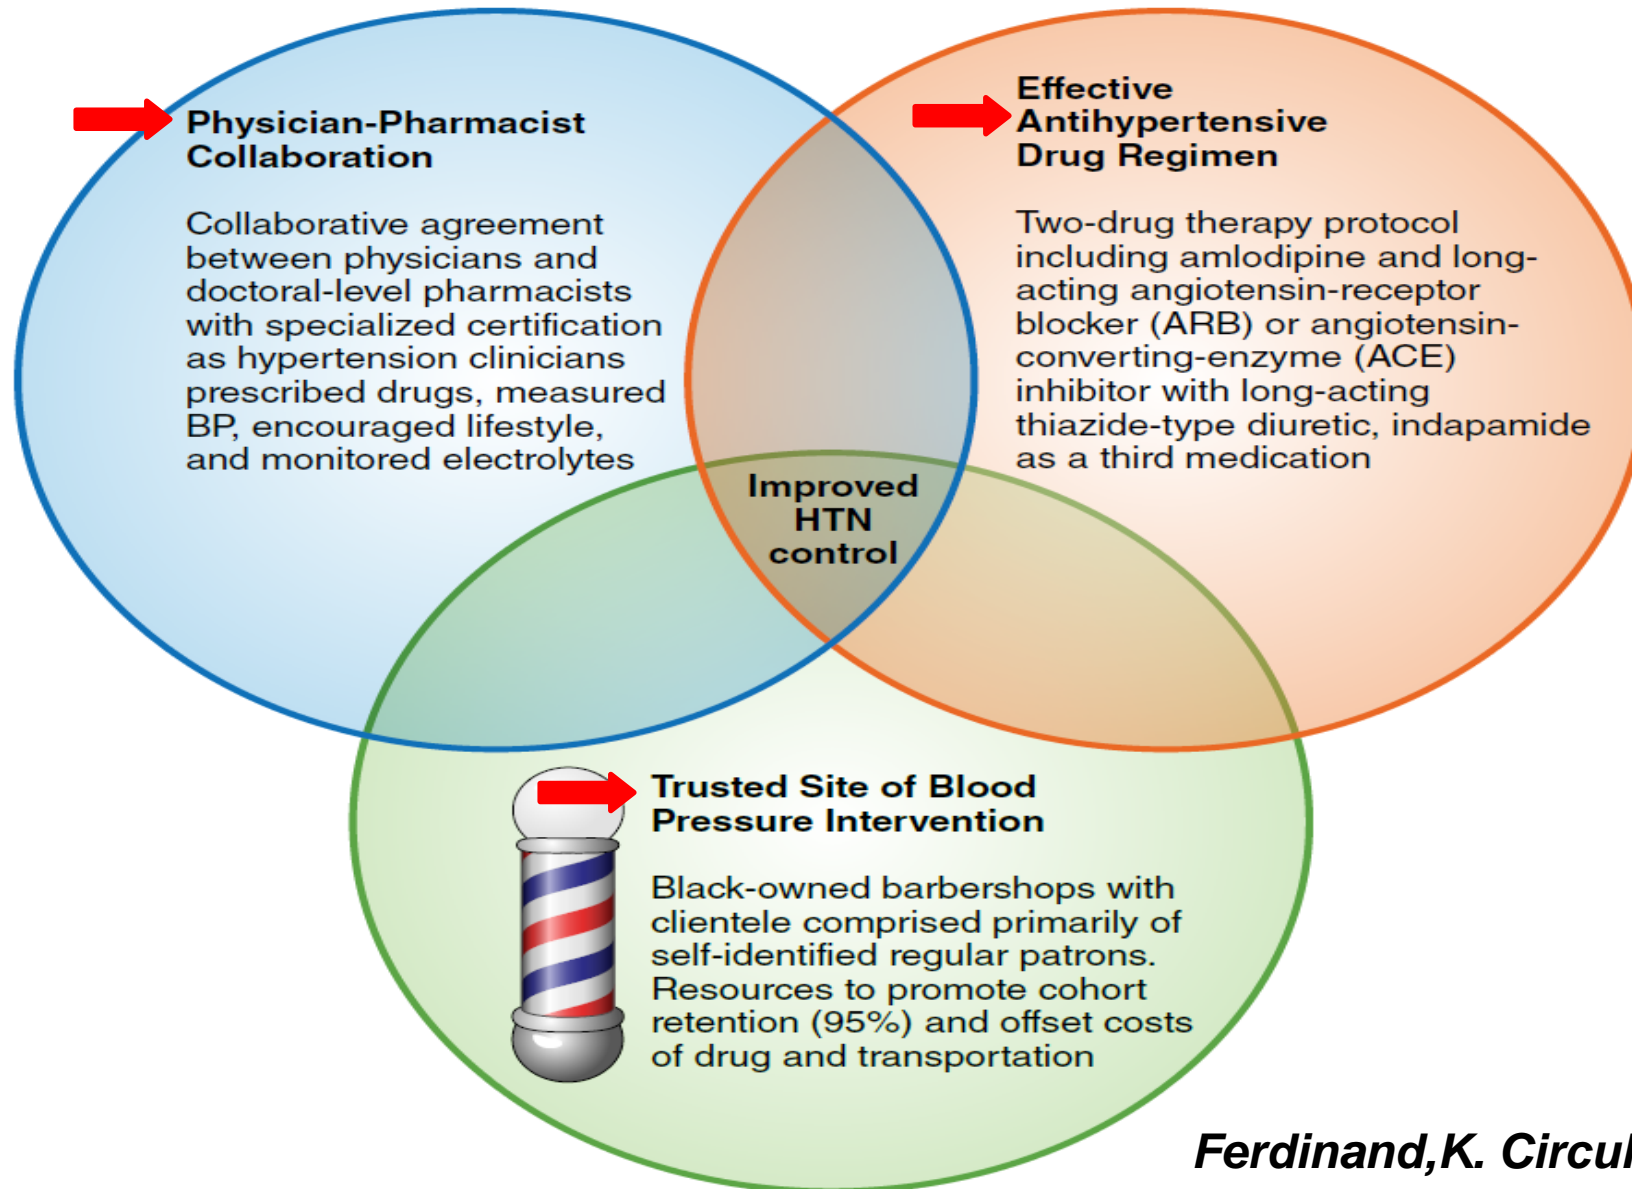 Physician-Pharmacist
Collaboration
Collaborative agreement
between physicians and
doctoral-level pharmacists
with specialized certification
as hypertension clinicians
prescribed drugs, measured
BP, encouraged lifestyle,
and monitored electrolytes
Effective
Antihypertensive
Drug Regimen
Two-drug therapy protocol
including amlodipine and long-
acting angiotensin-receptor
blocker (ARB) or angiotensin-
converting-enzyme (ACE)
inhibitor with long-acting
thiazide-type diuretic, indapamide
as a third medication
Improved
HTN
control
Trusted Site of Blood
Pressure Intervention
Black-owned barbershops with
clientele comprised primarily of
self-identified regular patrons.
Resources to promote cohort
retention (95%) and offset costs
of drug and transportation
Ferdinand,K.